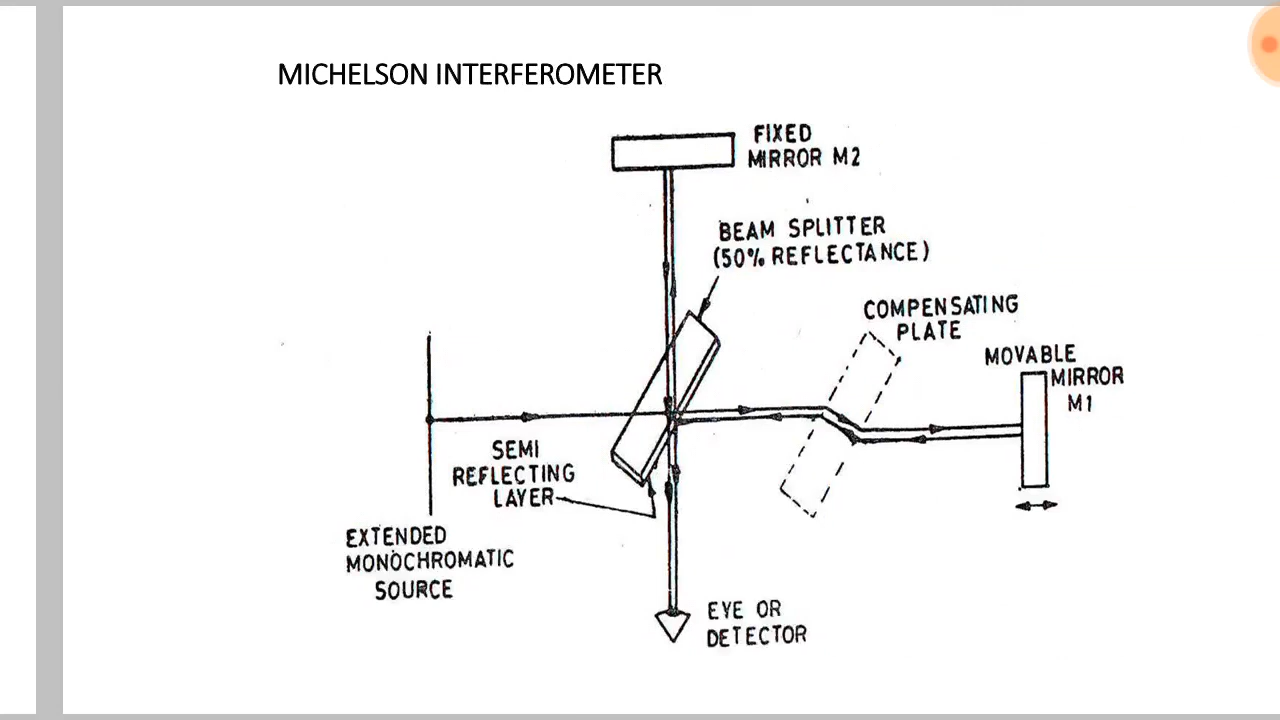 MICHELSON INTERFEROMETER
FIXED
MIRROR M2
BEAM SPLITTER
(50% REFLECTANCE)
COMPENSATING
PLATE
MOVABLE
MIRROR
M1
SEMI
REFLECTING
LAYER
EXTENDED
MONOCHROMATIC
SOURCE
EYE OR
DETECTOR